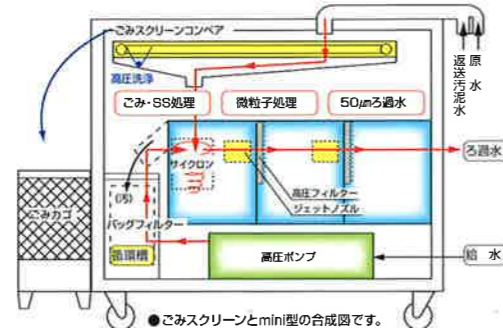 ごみスクリーンコンベア
高圧洗浄
返送汚泥水
原水
ごみ・SS処理
微粒子処理
50μmろ過水
サイクロン
ろ過水
高圧フィルター
ジェットノズル
(汚)
バッグフィルター
ごみカゴ
循環槽
高圧ポンプ
給水
●ごみスクリーンとmini型の合成図です。